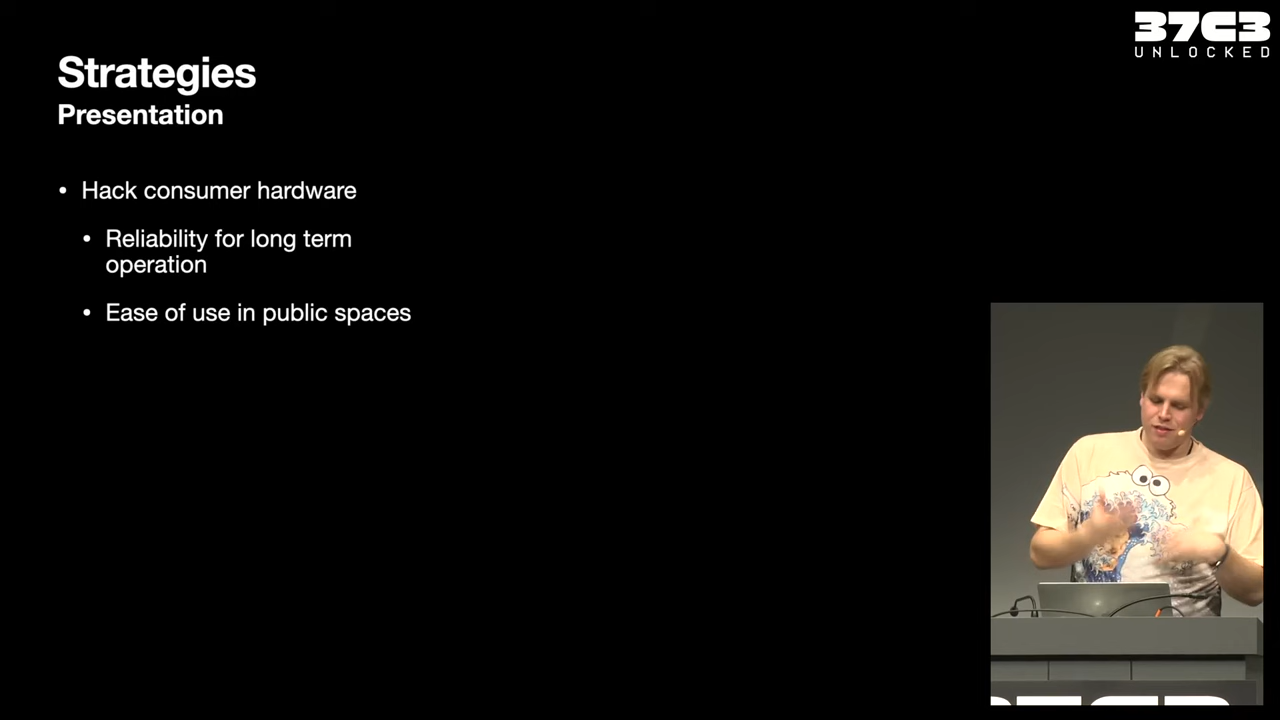 37C3
UNLOCKED
Strategies
Presentation
• Hack consumer hardware
• Reliability for long term
operation
• Ease of use in public spaces